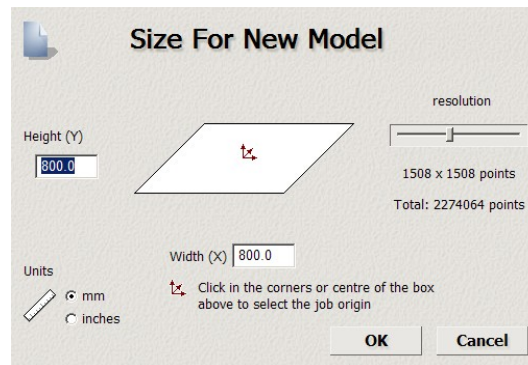 Size For New Model
resolution
Height (Y)
800.0
1508 x 1508 points
Total: 2274064 points
Width (X) 800.0
Units
mm
inches
Click in the corners or centre of the box
above to select the job origin
OK Cancel